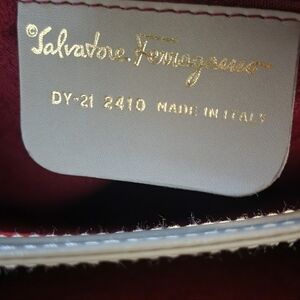 ©Salvatore Ferragamo
DY-21 2410 MADE IN ITALY